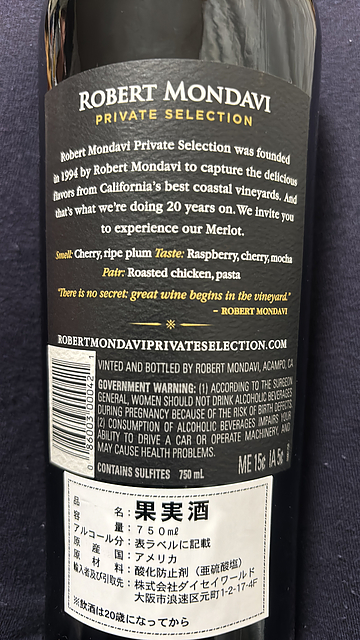 ROBERT MONDAVI
PRIVATE SELECTION
Robert Mondavi Private Selection was founded
in 1994 by Robert Mondavi to capture the delicious
flavors from California's best coastal vineyards. And
that's what we're doing 20 years on. We invite you
to experience our Merlot.
Smell: Cherry, ripe plum Taste: Raspberry, cherry, mocha
Pair: Roasted chicken, pasta
"There is no secret: great wine begins in the vineyard."
– ROBERT MONDAVI
ROBERTMONDAVIPRIVATESELECTION.COM
VINTED AND BOTTLED BY ROBERT MONDAVI, ACAMPO, CA
GOVERNMENT WARNING: (1) ACCORDING TO THE SURGEON
GENERAL, WOMEN SHOULD NOT DRINK ALCOHOLIC BEVERAGES
DURING PREGNANCY BECAUSE OF THE RISK OF BIRTH DEFECTS.
(2) CONSUMPTION OF ALCOHOLIC BEVERAGES IMPAIRS YOUR
ABILITY TO DRIVE A CAR OR OPERATE MACHINERY, AND
MAY CAUSE HEALTH PROBLEMS.
CONTAINS SULFITES 750 mL
ME 15¢ IA 5¢
0 86003 00042 1
品名：果実酒
容量：７５０㎖
アルコール分：表ラベルに記載
原産国：アメリカ
原材料：酸化防止剤（亜硫酸塩）
輸入者及び引取先：株式会社ダイセイワールド
大阪市浪速区元町1-2-17-4F
※飲酒は20歳になってから